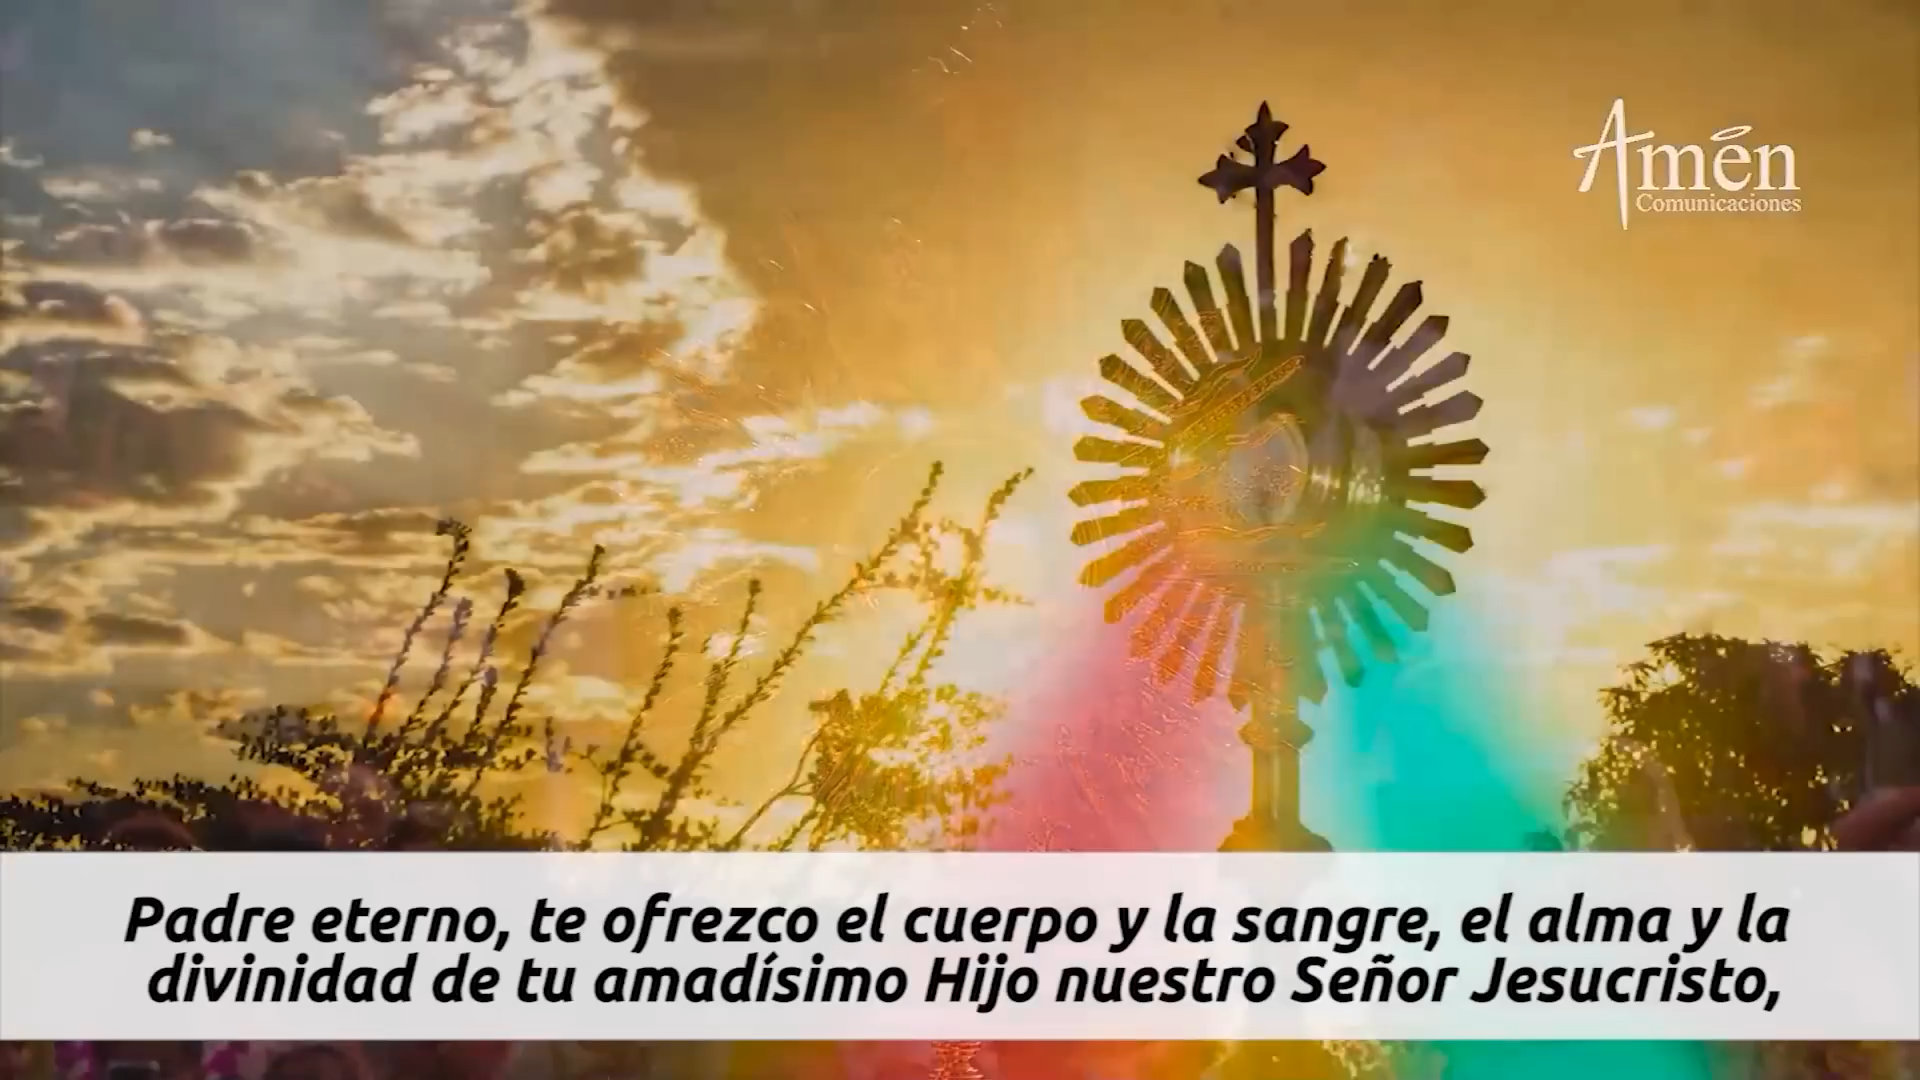 Amén
Comunicaciones
Padre eterno, te ofrezco el cuerpo y la sangre, el alma y la
divinidad de tu amadísimo Hijo nuestro Señor Jesucristo,